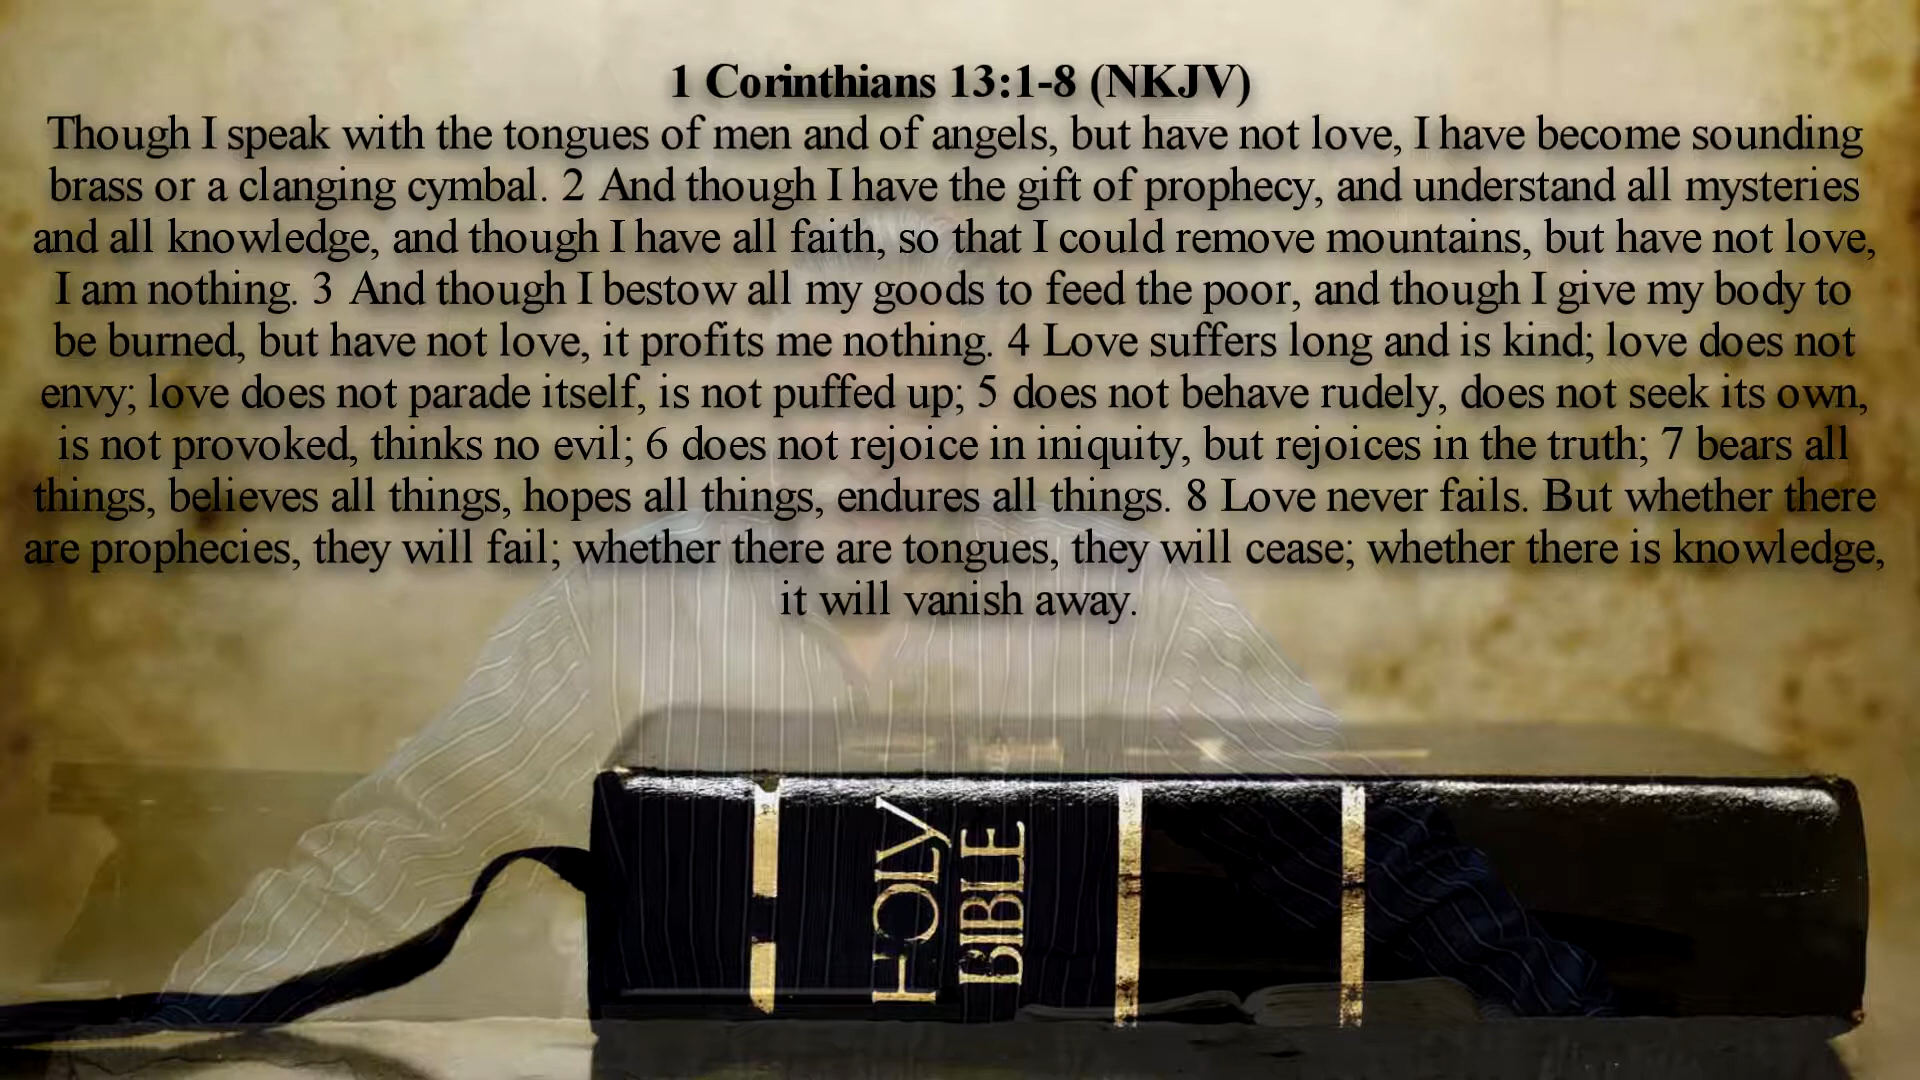 1 Corinthians 13:1-8 (NKJV)
Though I speak with the tongues of men and of angels, but have not love, I have become sounding
brass or a clanging cymbal. 2 And though I have the gift of prophecy, and understand all mysteries
and all knowledge, and though I have all faith, so that I could remove mountains, but have not love,
I am nothing. 3 And though I bestow all my goods to feed the poor, and though I give my body to
be burned, but have not love, it profits me nothing. 4 Love suffers long and is kind; love does not
envy; love does not parade itself, is not puffed up; 5 does not behave rudely, does not seek its own,
is not provoked, thinks no evil; 6 does not rejoice in iniquity, but rejoices in the truth; 7 bears all
things, believes all things, hopes all things, endures all things. 8 Love never fails. But whether there
are prophecies, they will fail; whether there are tongues, they will cease; whether there is knowledge,
it will vanish away.
HOLY
BIBLE